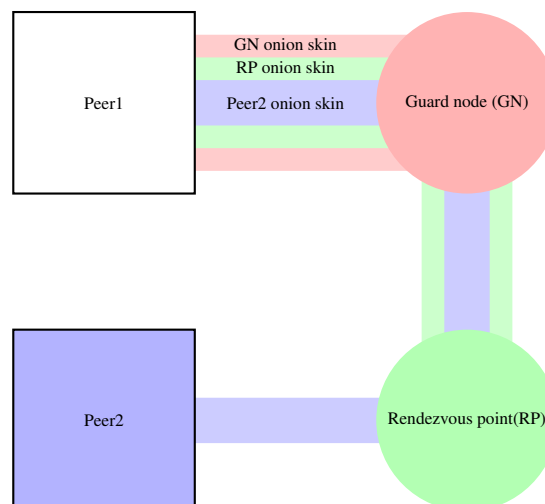 GN onion skin
RP onion skin
Peer1
Peer2 onion skin
Guard node (GN)
Peer2
Rendezvous point(RP)